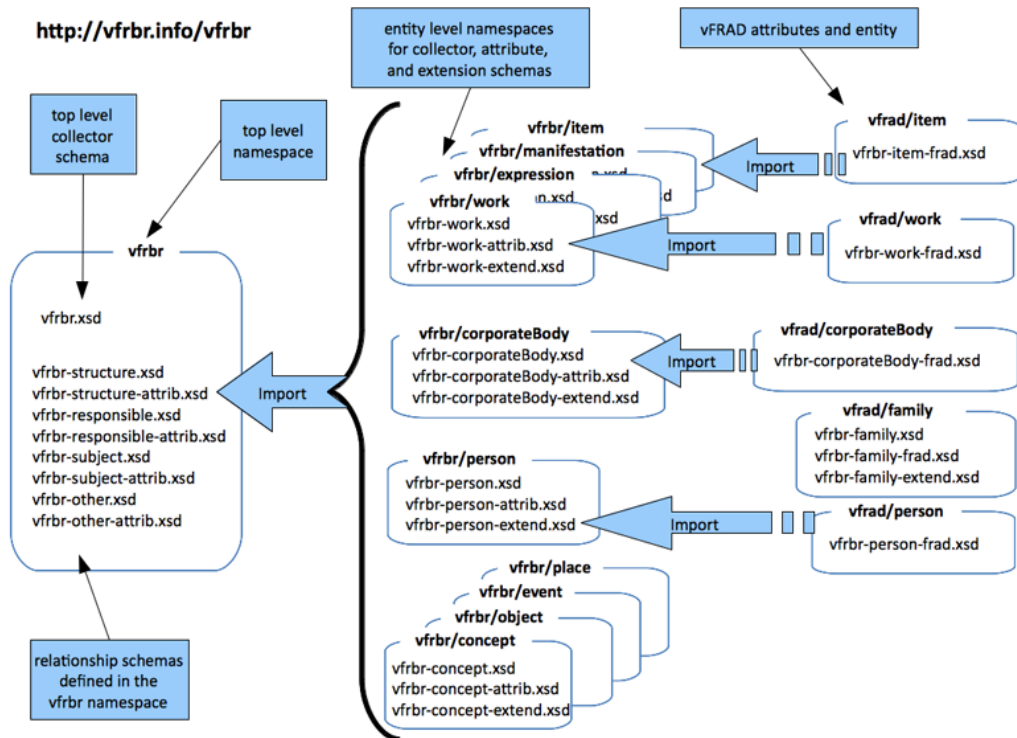 http://vfrbr.info/vfrbr
entity level namespaces
for collector, attribute,
and extension schemas
vFRAD attributes and entity
top level
collector
schema
top level
namespace
vfrbr
vfrbr.xsd
vfrbr-structure.xsd
vfrbr-structure-attrib.xsd
vfrbr-responsible.xsd
vfrbr-responsible-attrib.xsd
vfrbr-subject.xsd
vfrbr-subject-attrib.xsd
vfrbr-other.xsd
vfrbr-other-attrib.xsd
relationship schemas
defined in the
vfrbr namespace
Import
vfrbr/item
vfrbr/manifestation
vfrbr/expression
vfrbr/work
vfrbr-work.xsd
vfrbr-work-attrib.xsd
vfrbr-work-extend.xsd
Import
vfrad/item
vfrbr-item-frad.xsd
Import
vfrad/work
vfrbr-work-frad.xsd
vfrbr/corporateBody
vfrbr-corporateBody.xsd
vfrbr-corporateBody-attrib.xsd
vfrbr-corporateBody-extend.xsd
Import
vfrad/corporateBody
vfrbr-corporateBody-frad.xsd
vfrad/family
vfrbr-family.xsd
vfrbr-family-frad.xsd
vfrbr-family-extend.xsd
vfrbr/person
vfrbr-person.xsd
vfrbr-person-attrib.xsd
vfrbr-person-extend.xsd
Import
vfrad/person
vfrbr-person-frad.xsd
vfrbr/place
vfrbr/event
vfrbr/object
vfrbr/concept
vfrbr-concept.xsd
vfrbr-concept-attrib.xsd
vfrbr-concept-extend.xsd